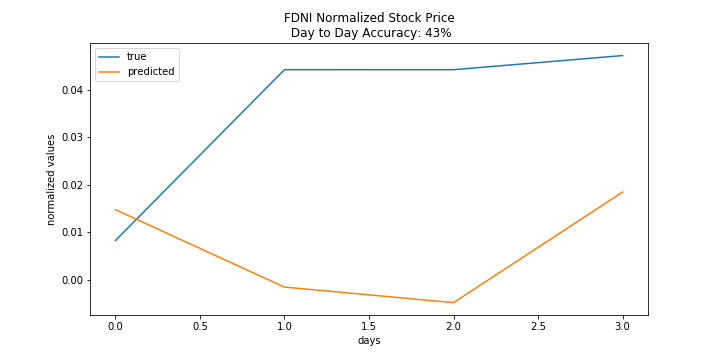 FDNI Normalized Stock Price
Day to Day Accuracy: 43%
true
predicted
normalized values
0.04
0.03
0.02
0.01
0.00
0.0 0.5 1.0 1.5 2.0 2.5 3.0
days